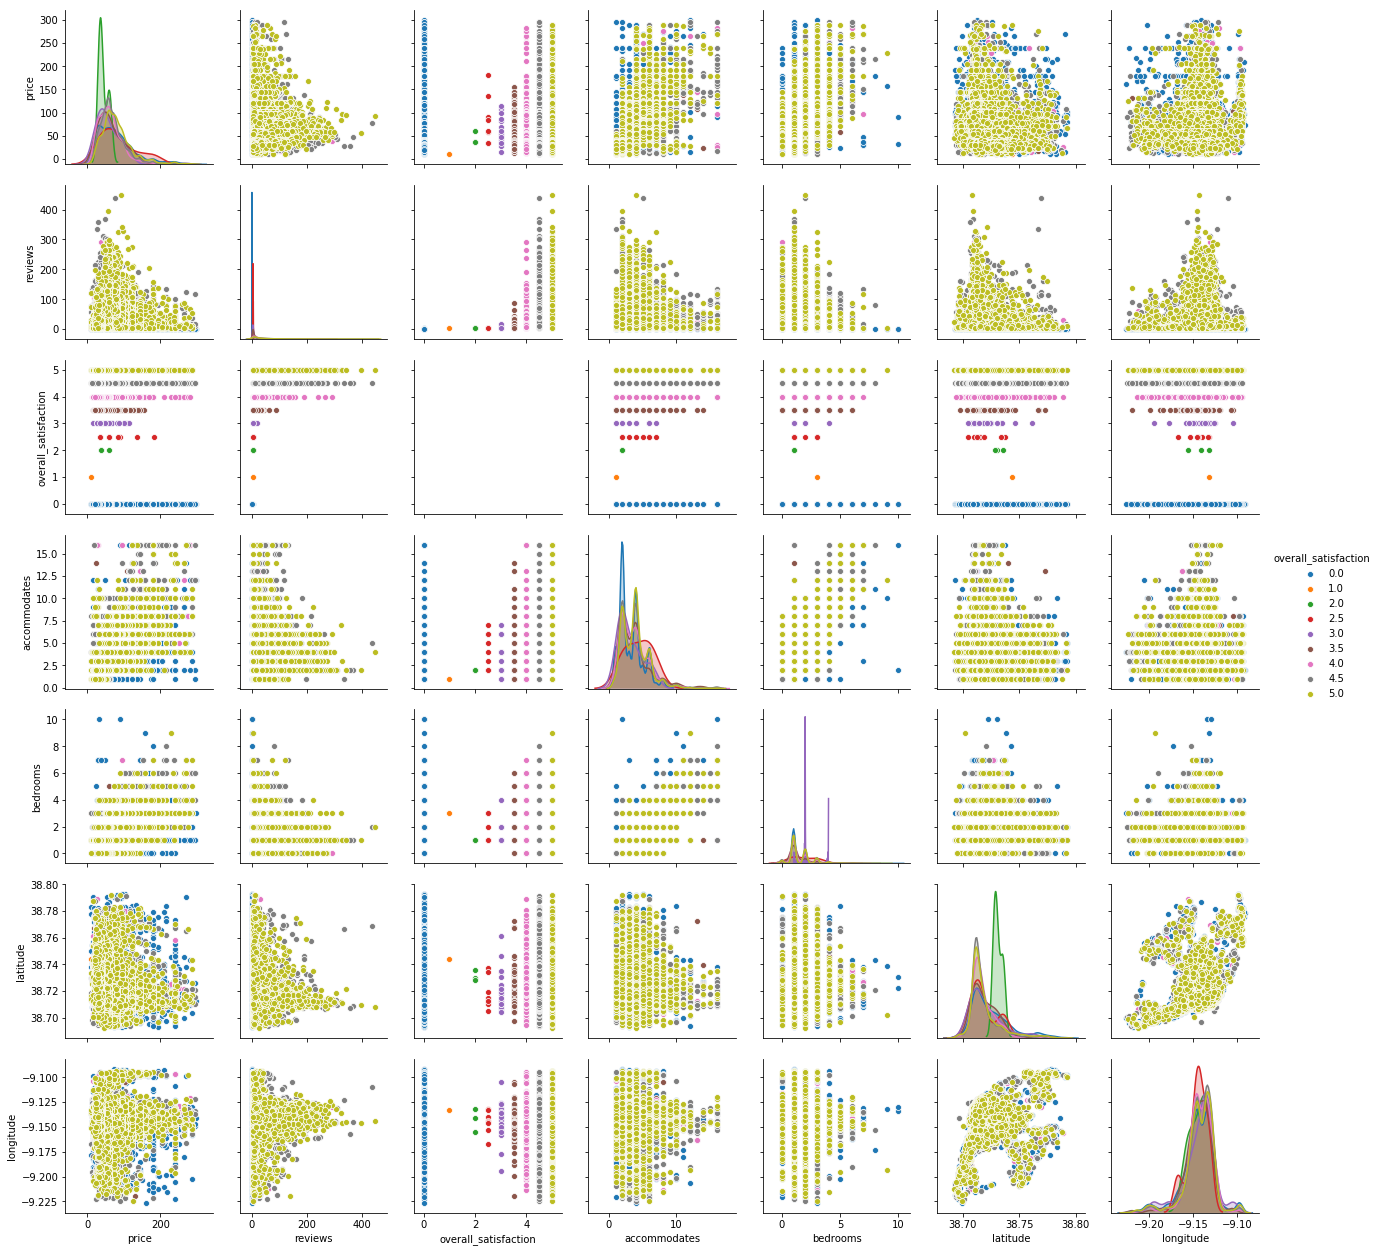 300
250
200
150
100
50
0
price
400
300
200
100
0
reviews
5
4
3
2
1
0
overall_satisfaction
15.0
12.5
10.0
7.5
5.0
2.5
0.0
accommodates
overall_satisfaction
0.0
1.0
2.0
2.5
3.0
3.5
4.0
4.5
5.0
10
8
6
4
2
0
bedrooms
38.80
38.78
38.76
38.74
38.72
38.70
latitude
−9.100
−9.125
−9.150
−9.175
−9.200
−9.225
longitude
0 200
price
0 200 400
reviews
0 2 4
overall_satisfaction
0 10
accommodates
0 5 10
bedrooms
38.70 38.75 38.80
latitude
−9.20 −9.15 −9.10
longitude